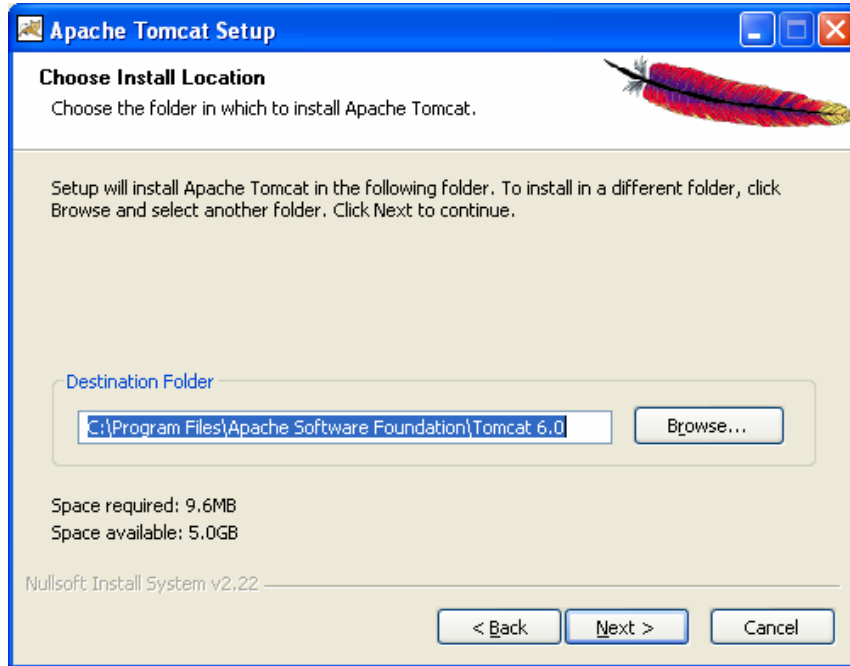 Apache Tomcat Setup
Choose Install Location
Choose the folder in which to install Apache Tomcat.
Setup will install Apache Tomcat in the following folder. To install in a different folder, click
Browse and select another folder. Click Next to continue.
Destination Folder
C:\Program Files\Apache Software Foundation\Tomcat 6.0
Browse...
Space required: 9.6MB
Space available: 5.0GB
Nullsoft Install System v2.22
< Back
Next >
Cancel